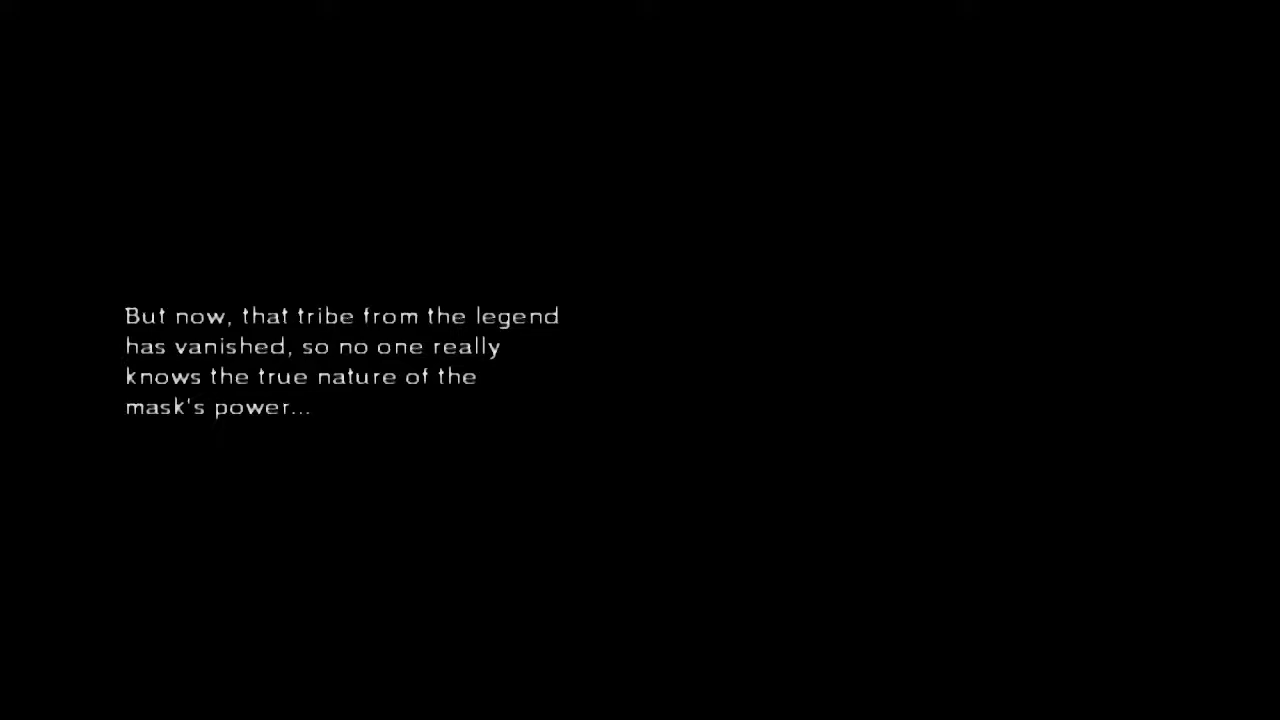 But now, that tribe from the legend
has vanished, so no one really
knows the true nature of the
mask's power...